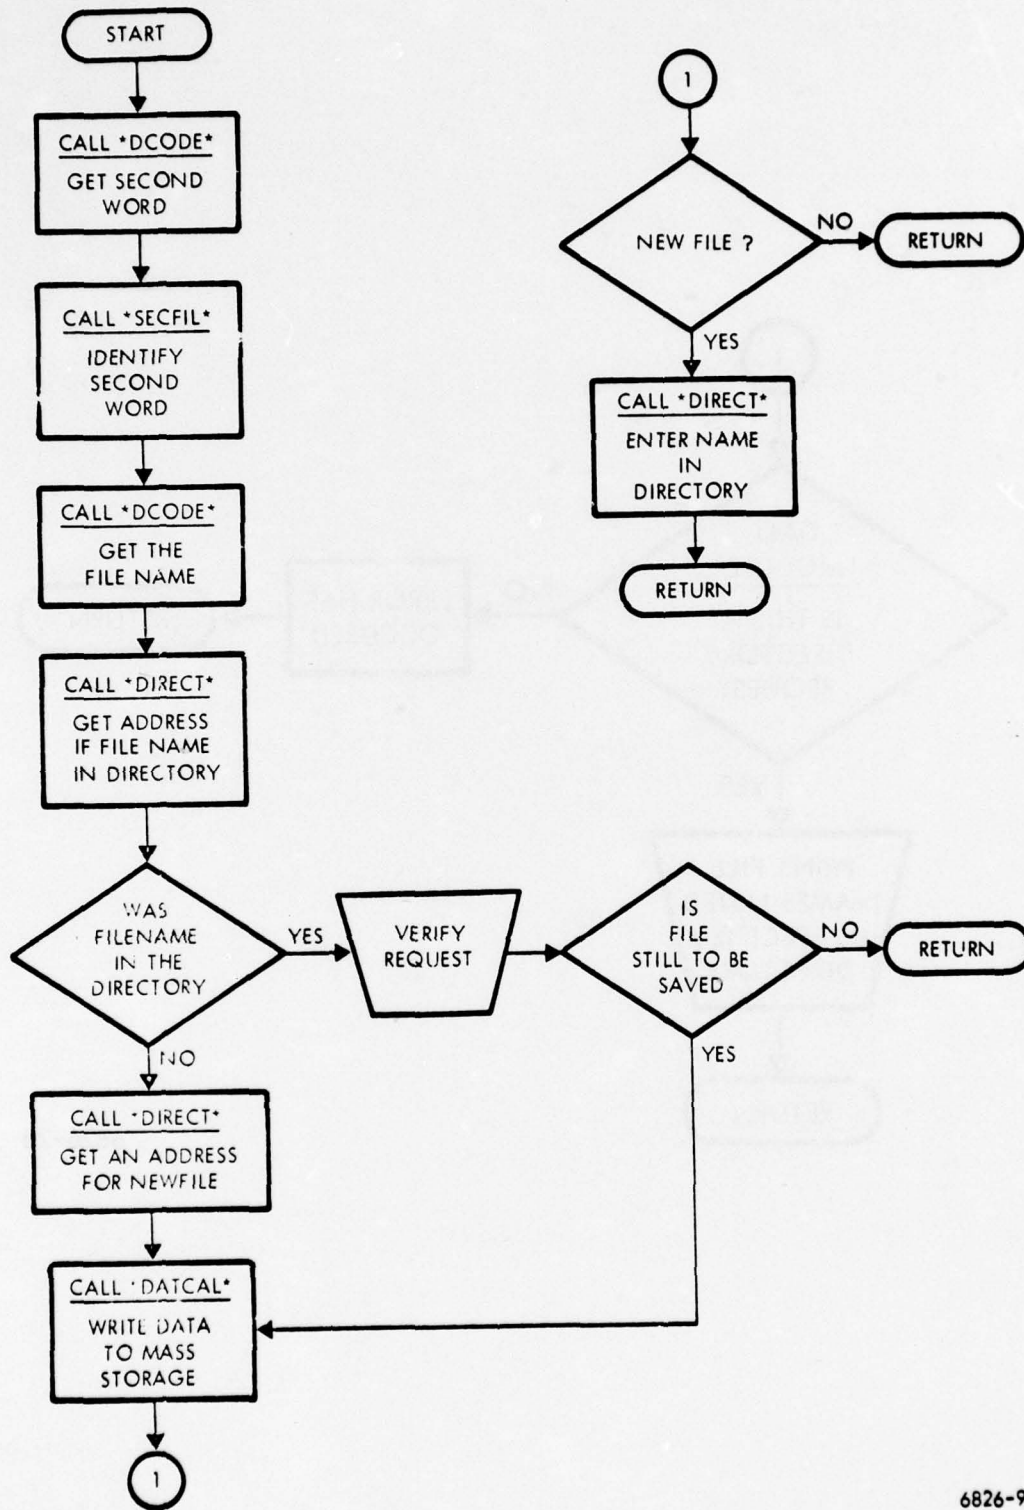 START
CALL *DCODE*
GET SECOND
WORD
CALL *SECFIL*
IDENTIFY
SECOND
WORD
CALL *DCODE*
GET THE
FILE NAME
CALL *DIRECT*
GET ADDRESS
IF FILE NAME
IN DIRECTORY
WAS
FILENAME
IN THE
DIRECTORY
YES
VERIFY
REQUEST
IS
FILE
STILL TO BE
SAVED
NO
RETURN
YES
NO
CALL *DIRECT*
GET AN ADDRESS
FOR NEWFILE
CALL *DATCAL*
WRITE DATA
TO MASS
STORAGE
1
1
NEW FILE ?
NO
RETURN
YES
CALL *DIRECT*
ENTER NAME
IN
DIRECTORY
RETURN
6826-9